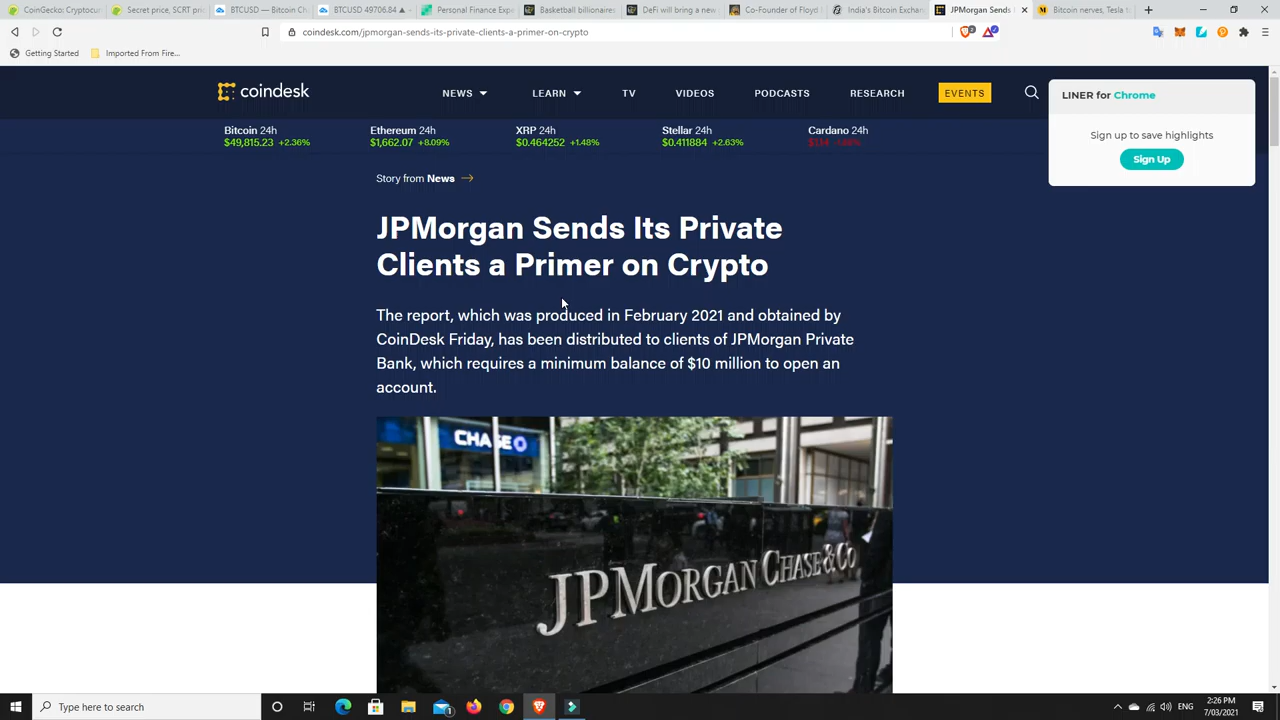 CoinGecko: Cryptocur
Secret price, SCRT pric
BTCUSD — Bitcoin Ch
BTCUSD 49706.84 ▲
Personal Finance Expe
Basketball billionaires
DeFi will bring a new
Co-Founder of Floyd
India's Bitcoin Exchan
JPMorgan Sends
Bitcoin nerves, Tesla t
coindesk.com/jpmorgan-sends-its-private-clients-a-primer-on-crypto
Getting Started
Imported From Fire...
coindesk
NEWS
LEARN
TV
VIDEOS
PODCASTS
RESEARCH
EVENTS
LINER for Chrome
Sign up to save highlights
Sign Up
Bitcoin 24h
$49,815.23 +2.36%
Ethereum 24h
$1,662.07 +8.09%
XRP 24h
$0.464252 +1.48%
Stellar 24h
$0.411884 +2.63%
Cardano 24h
Story from News
JPMorgan Sends Its Private
Clients a Primer on Crypto
The report, which was produced in February 2021 and obtained by
CoinDesk Friday, has been distributed to clients of JPMorgan Private
Bank, which requires a minimum balance of $10 million to open an
account.
CHASE
JPMORGAN CHASE & CO
Type here to search
ENG
2:26 PM
7/03/2021